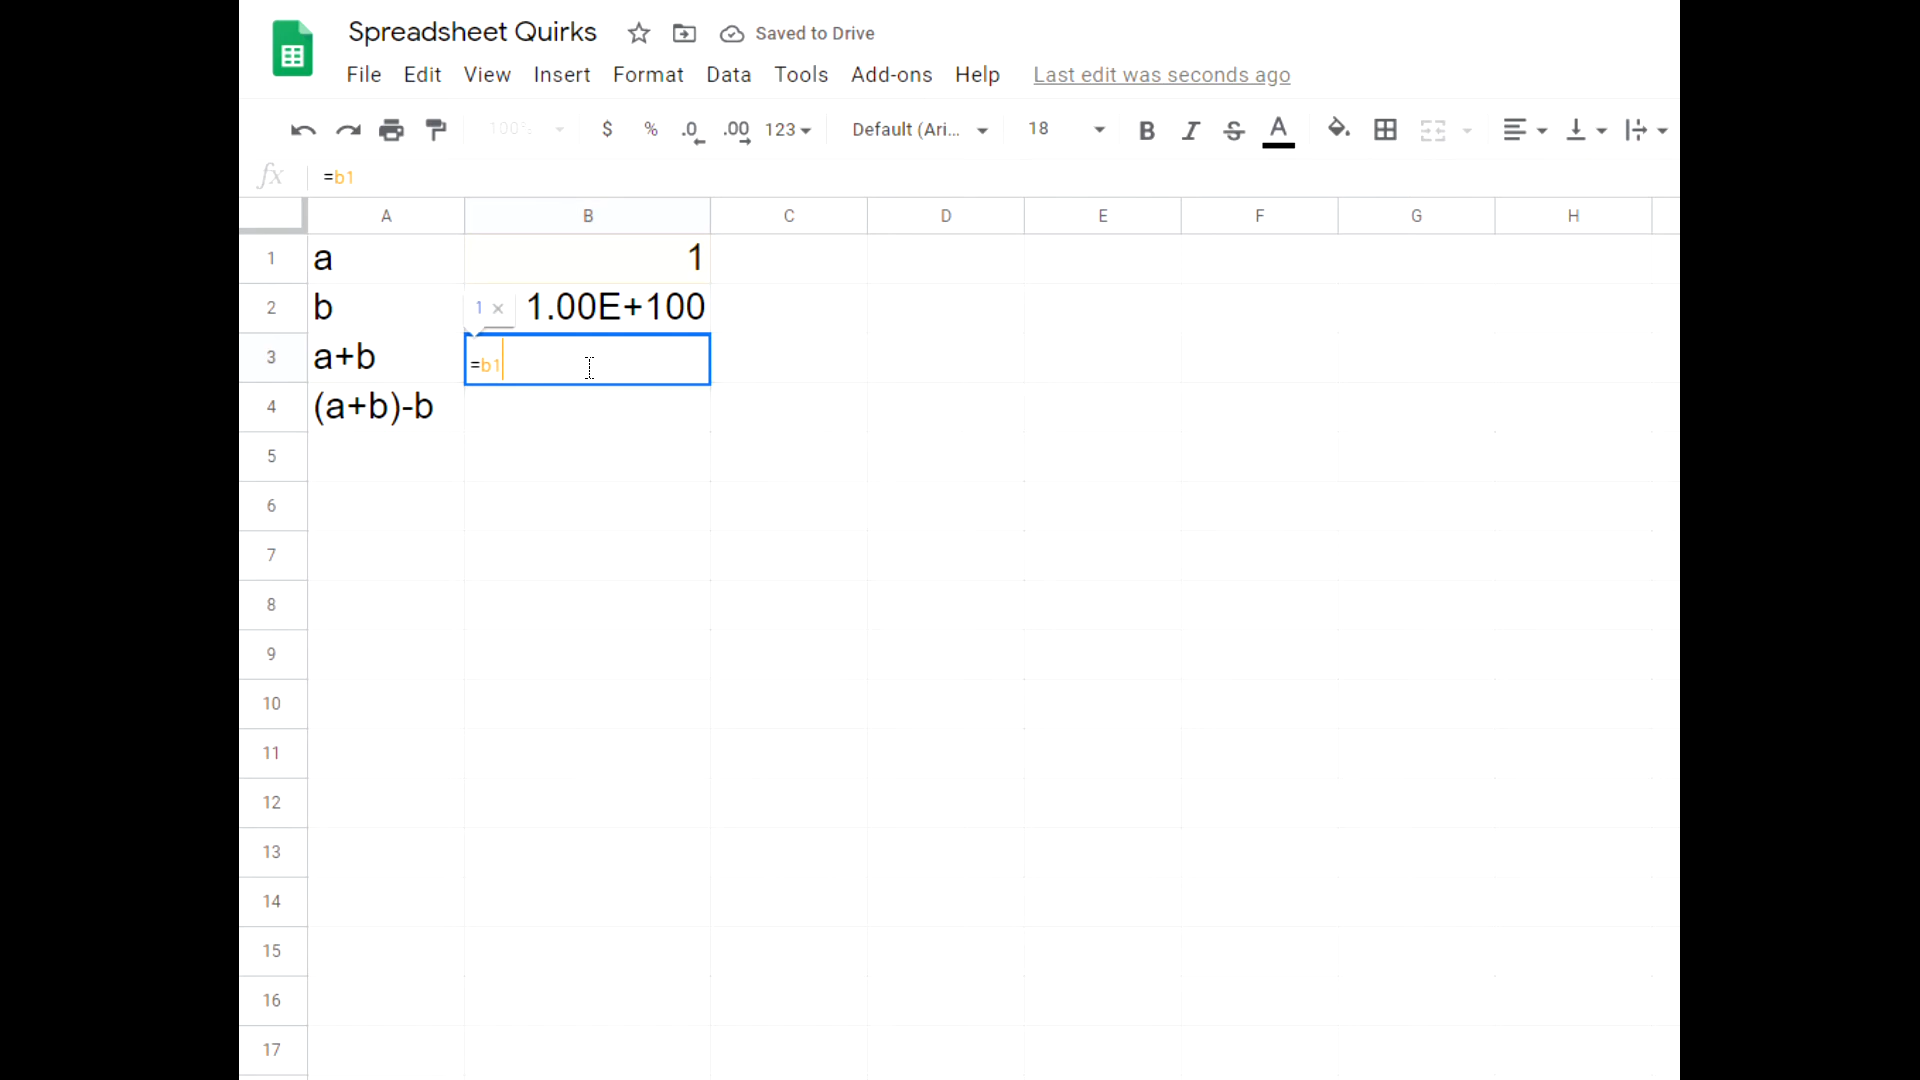 Spreadsheet Quirks Saved to Drive
File Edit View Insert Format Data Tools Add-ons Help Last edit was seconds ago
100% $ % .0 .00 123 Default (Ari... 18 B I S A
fx =b1
A B C D E F G H
1 a 1
2 b 1 × 1.00E+100
3 a+b =b1
4 (a+b)-b
5
6
7
8
9
10
11
12
13
14
15
16
17